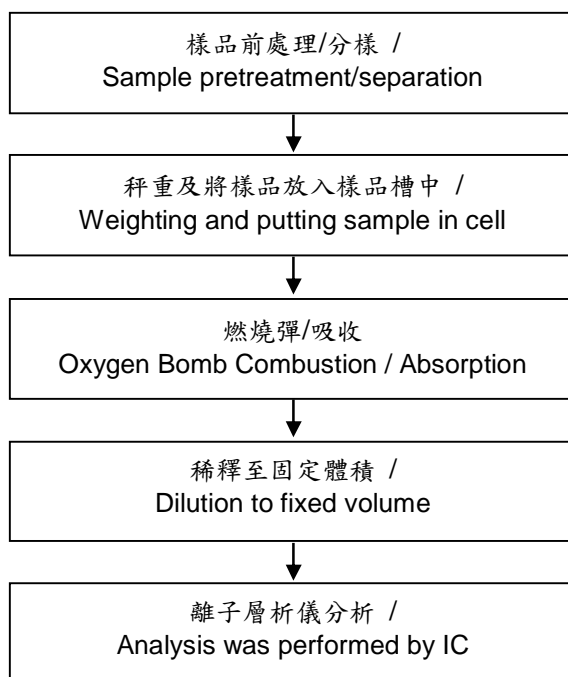 樣品前處理/分樣 /
Sample pretreatment/separation
秤重及將樣品放入樣品槽中 /
Weighting and putting sample in cell
燃燒彈/吸收
Oxygen Bomb Combustion / Absorption
稀釋至固定體積 /
Dilution to fixed volume
離子層析儀分析 /
Analysis was performed by IC